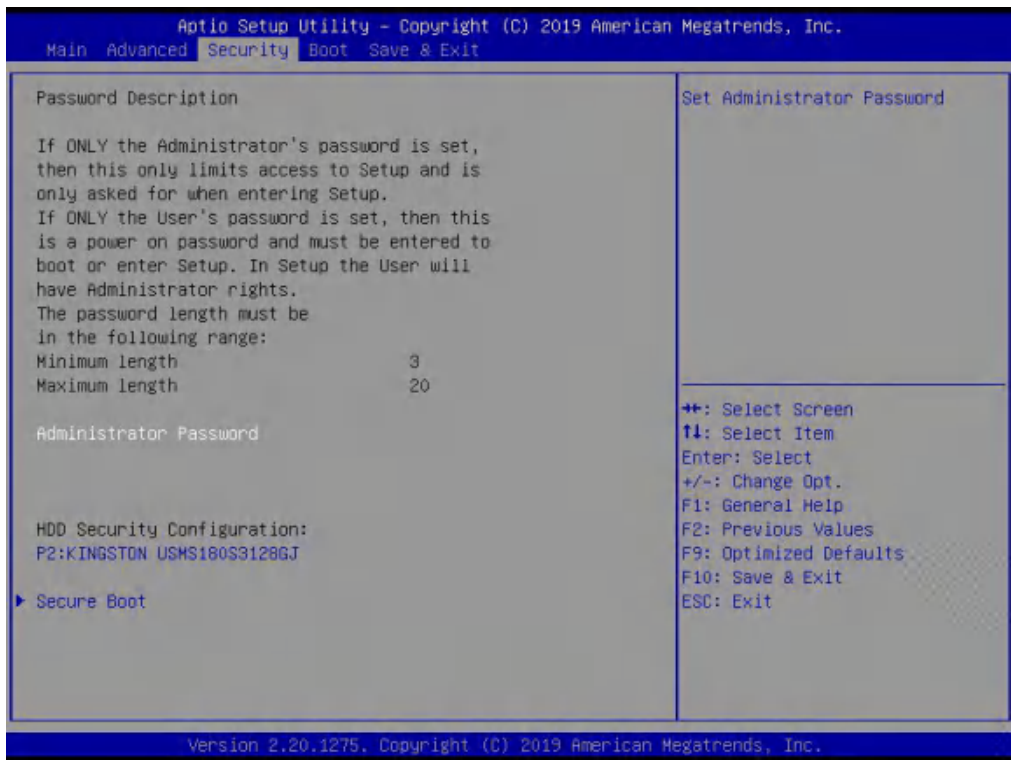 Aptio Setup Utility – Copyright (C) 2019 American Megatrends, Inc.
Main Advanced Security Boot Save & Exit
Password Description
If ONLY the Administrator's password is set,
then this only limits access to Setup and is
only asked for when entering Setup.
If ONLY the User's password is set, then this
is a power on password and must be entered to
boot or enter Setup. In Setup the User will
have Administrator rights.
The password length must be
in the following range:
Minimum length 3
Maximum length 20
Administrator Password
HDD Security Configuration:
P2:KINGSTON USMS180S3128GJ
Secure Boot
Set Administrator Password
→←: Select Screen
↑↓: Select Item
Enter: Select
+/-: Change Opt.
F1: General Help
F2: Previous Values
F9: Optimized Defaults
F10: Save & Exit
ESC: Exit
Version 2.20.1275. Copyright (C) 2019 American Megatrends, Inc.